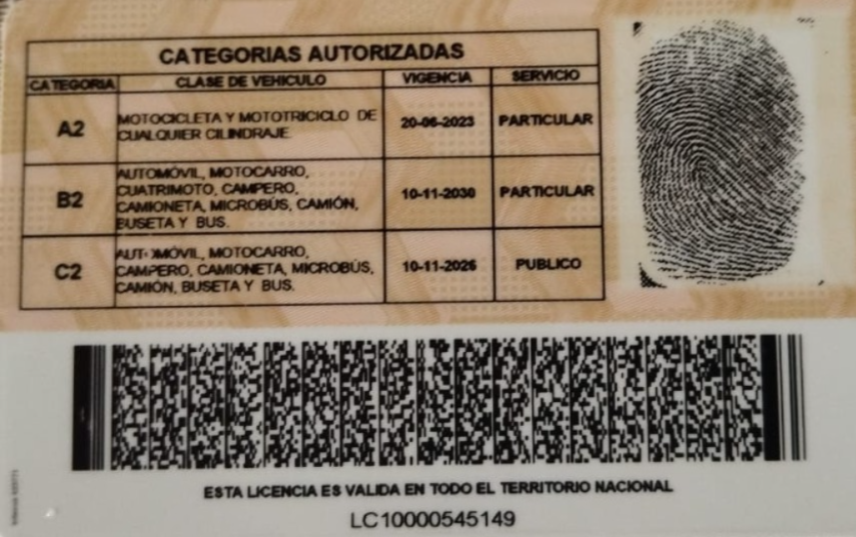 CATEGORIAS AUTORIZADAS
CATEGORIA CLASE DE VEHICULO VIGENCIA SERVICIO
A2 MOTOCICLETA Y MOTOTRICICLO DE CUALQUIER CILINDRAJE 20-06-2023 PARTICULAR
B2 AUTOMÓVIL, MOTOCARRO, CUATRIMOTO, CAMPERO, CAMIONETA, MICROBÚS, CAMIÓN, BUSETA Y BUS. 10-11-2030 PARTICULAR
C2 AUTOMÓVIL, MOTOCARRO, CAMPERO, CAMIONETA, MICROBÚS, CAMIÓN, BUSETA Y BUS. 10-11-2026 PUBLICO
ESTA LICENCIA ES VALIDA EN TODO EL TERRITORIO NACIONAL
LC10000545149